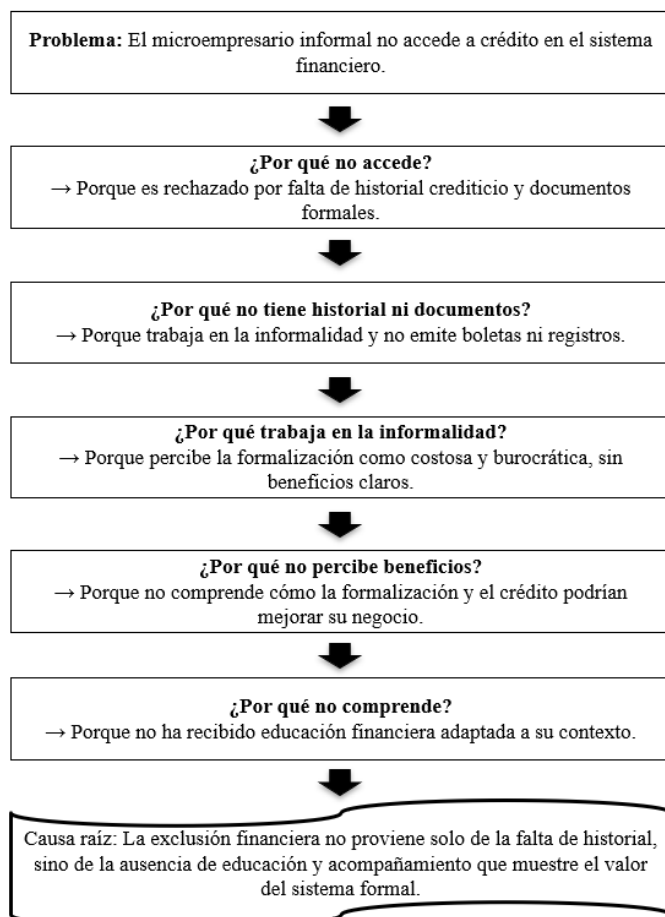 Problema: El microempresario informal no accede a crédito en el sistema
financiero.
¿Por qué no accede?
→ Porque es rechazado por falta de historial crediticio y documentos
formales.
¿Por qué no tiene historial ni documentos?
→ Porque trabaja en la informalidad y no emite boletas ni registros.
¿Por qué trabaja en la informalidad?
→ Porque percibe la formalización como costosa y burocrática, sin
beneficios claros.
¿Por qué no percibe beneficios?
→ Porque no comprende cómo la formalización y el crédito podrían
mejorar su negocio.
¿Por qué no comprende?
→ Porque no ha recibido educación financiera adaptada a su contexto.
Causa raíz: La exclusión financiera no proviene solo de la falta de historial,
sino de la ausencia de educación y acompañamiento que muestre el valor
del sistema formal.